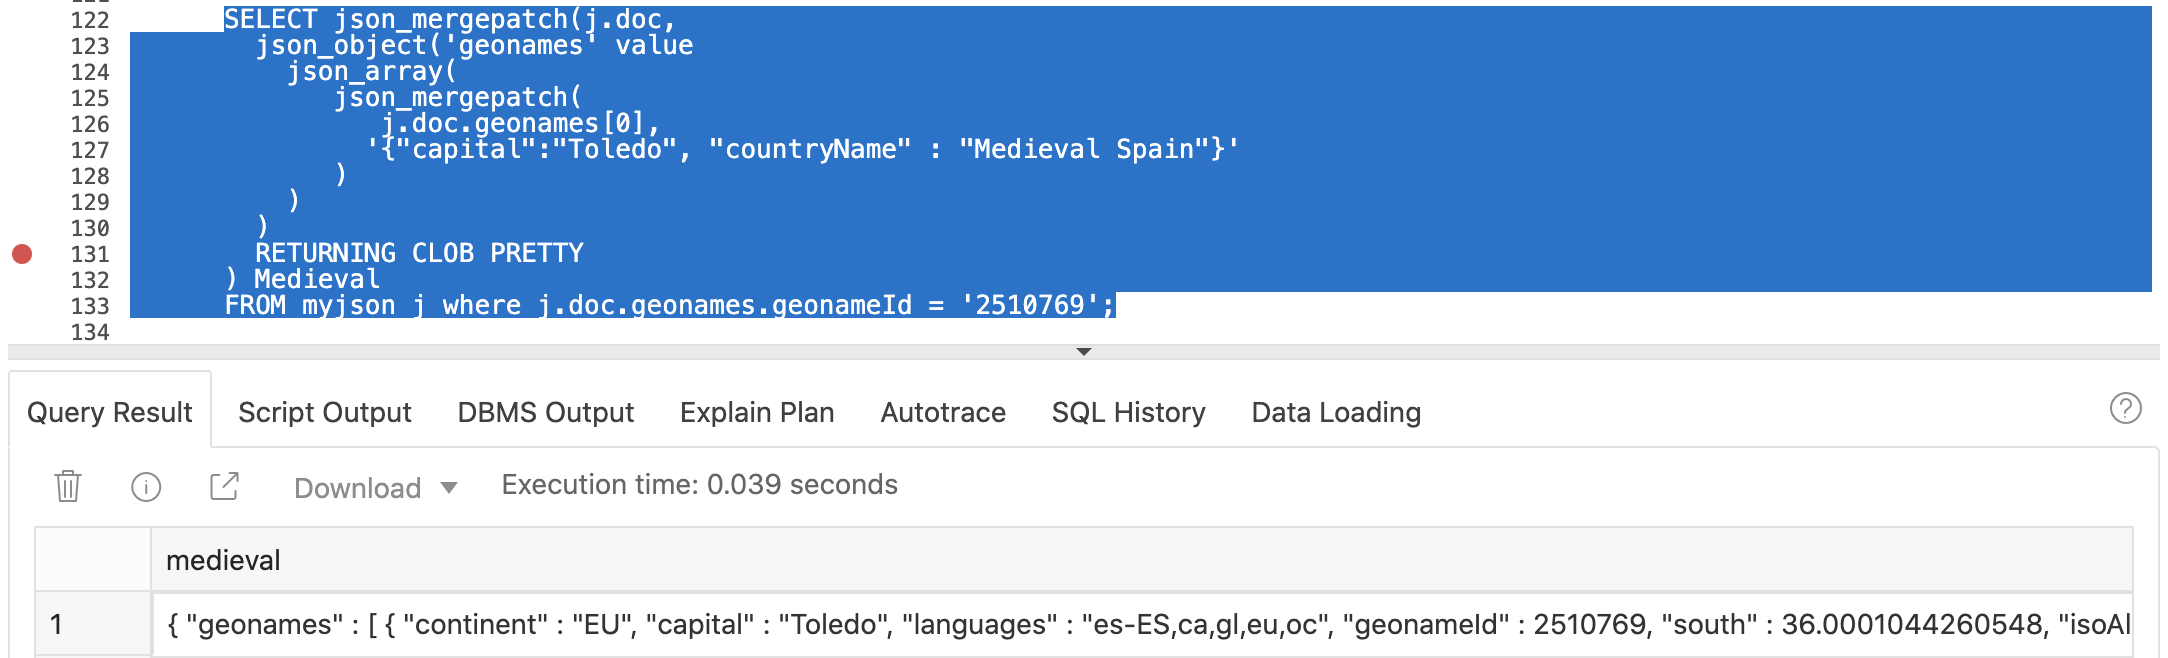 122 SELECT json_mergepatch(j.doc,
123 json_object('geonames' value
124 json_array(
125 json_mergepatch(
126 j.doc.geonames[0],
127 '{"capital":"Toledo", "countryName" : "Medieval Spain"}'
128 )
129 )
130 )
131 RETURNING CLOB PRETTY
132 ) Medieval
133 FROM myjson j where j.doc.geonames.geonameId = '2510769';
134
Query Result Script Output DBMS Output Explain Plan Autotrace SQL History Data Loading
Download Execution time: 0.039 seconds
medieval
1 { "geonames" : [ { "continent" : "EU", "capital" : "Toledo", "languages" : "es-ES,ca,gl,eu,oc", "geonameId" : 2510769, "south" : 36.0001044260548, "isoAl